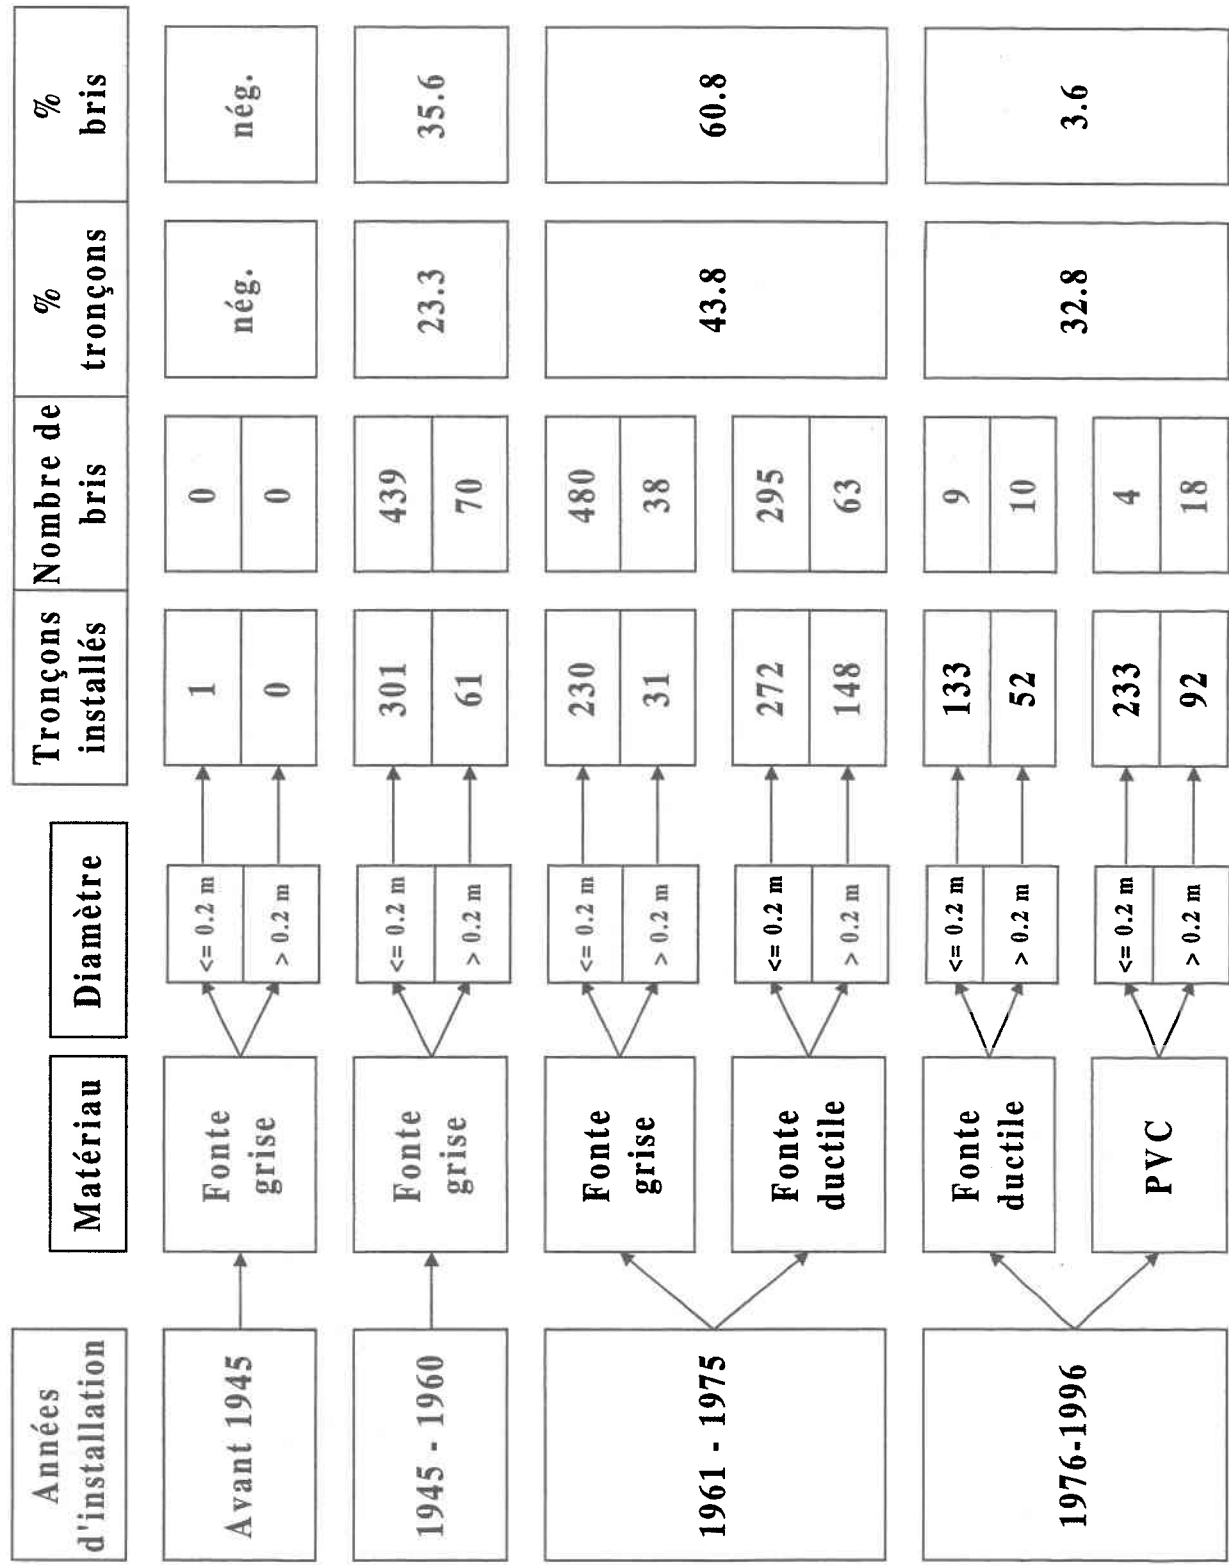 Années
d'installation
Matériau
Diamètre
Tronçons
installés
Nombre de
bris
%
tronçons
%
bris
Avant 1945
Fonte
grise
<= 0.2 m
> 0.2 m
1
0
0
0
nég.
nég.
1945 - 1960
Fonte
grise
<= 0.2 m
> 0.2 m
301
61
439
70
23.3
35.6
1961 - 1975
Fonte
grise
<= 0.2 m
> 0.2 m
230
31
480
38
Fonte
ductile
<= 0.2 m
> 0.2 m
272
148
295
63
43.8
60.8
1976-1996
Fonte
ductile
<= 0.2 m
> 0.2 m
133
52
9
10
PVC
<= 0.2 m
> 0.2 m
233
92
4
18
32.8
3.6